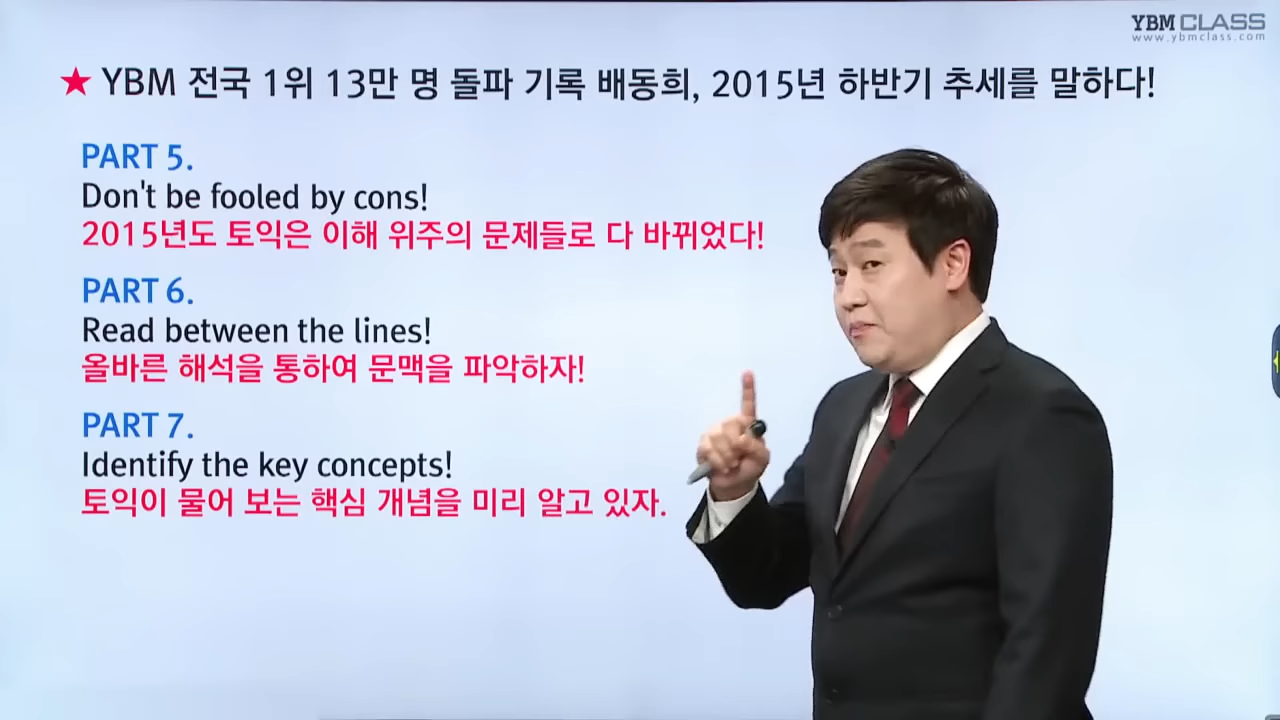 YBM CLASS
www.ybmclass.com
★ YBM 전국 1위 13만 명 돌파 기록 배동희, 2015년 하반기 추세를 말하다!
PART 5.
Don't be fooled by cons!
2015년도 토익은 이해 위주의 문제들로 다 바뀌었다!
PART 6.
Read between the lines!
올바른 해석을 통하여 문맥을 파악하자!
PART 7.
Identify the key concepts!
토익이 물어 보는 핵심 개념을 미리 알고 있자.